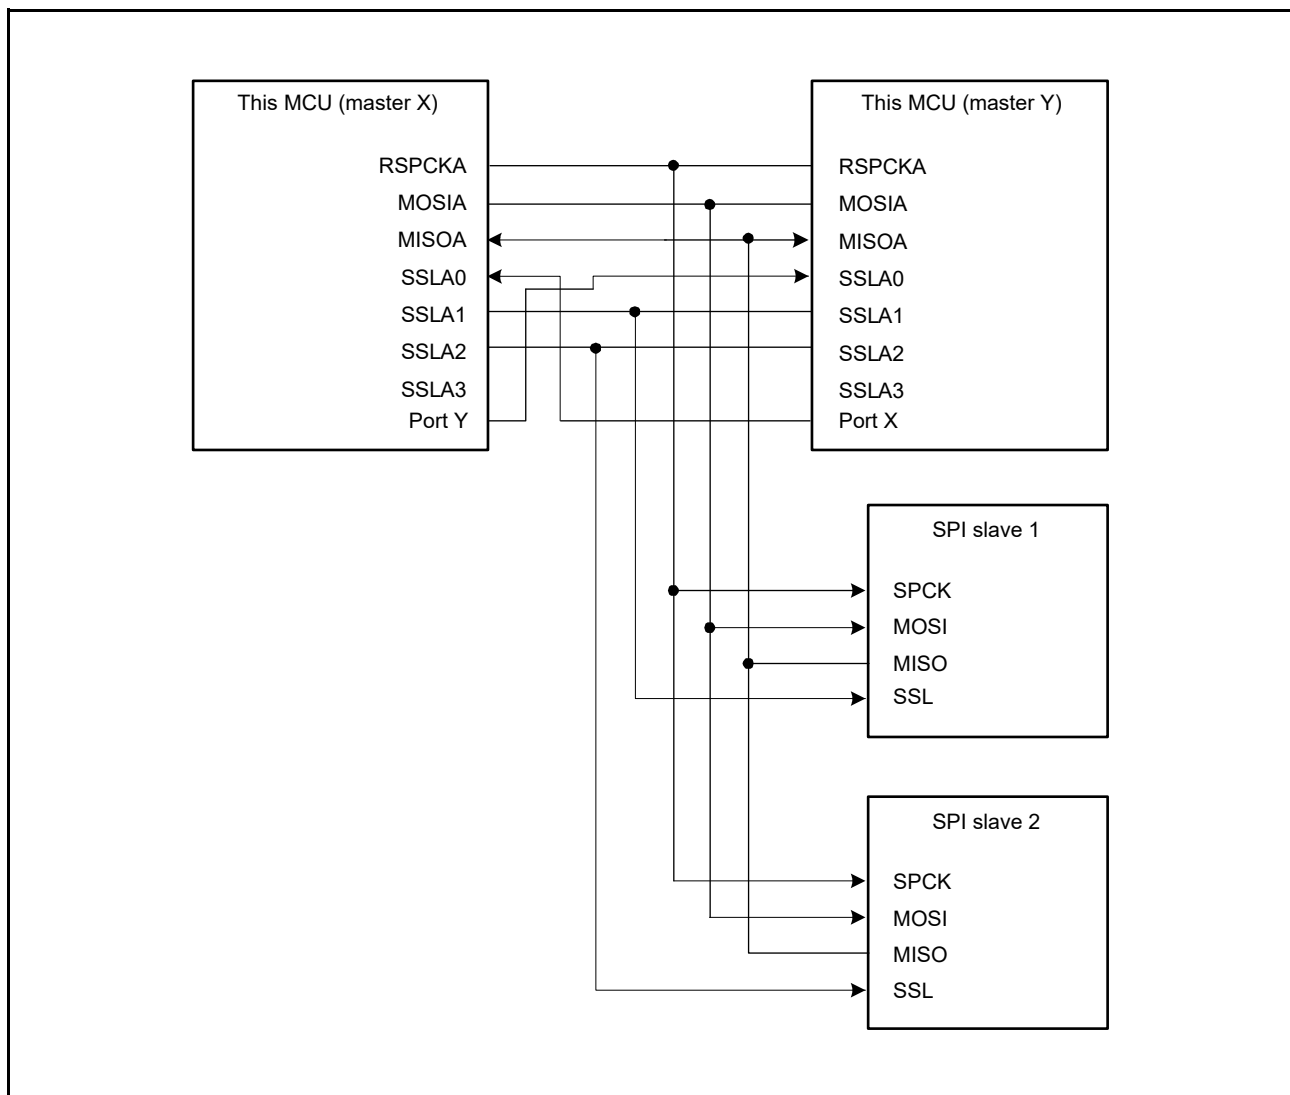 This MCU (master X)
RSPCKA
MOSIA
MISOA
SSLA0
SSLA1
SSLA2
SSLA3
Port Y
This MCU (master Y)
RSPCKA
MOSIA
MISOA
SSLA0
SSLA1
SSLA2
SSLA3
Port X
SPI slave 1
SPCK
MOSI
MISO
SSL
SPI slave 2
SPCK
MOSI
MISO
SSL